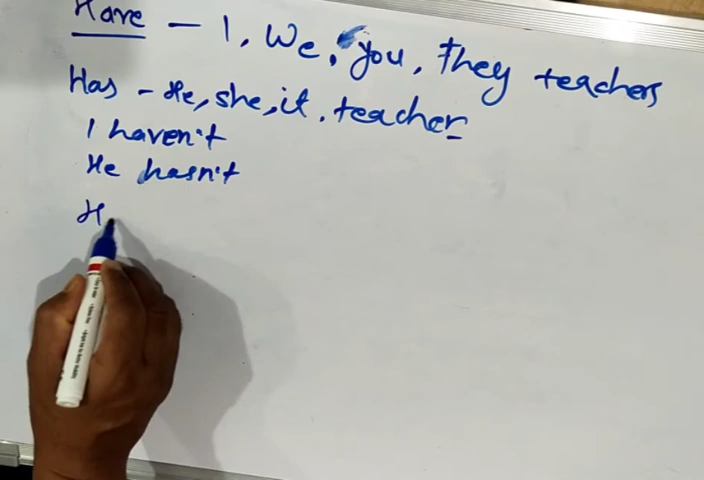 Have - I, We, you, they teachers
Has - He, she, it, teacher
I haven't
He hasn't
H